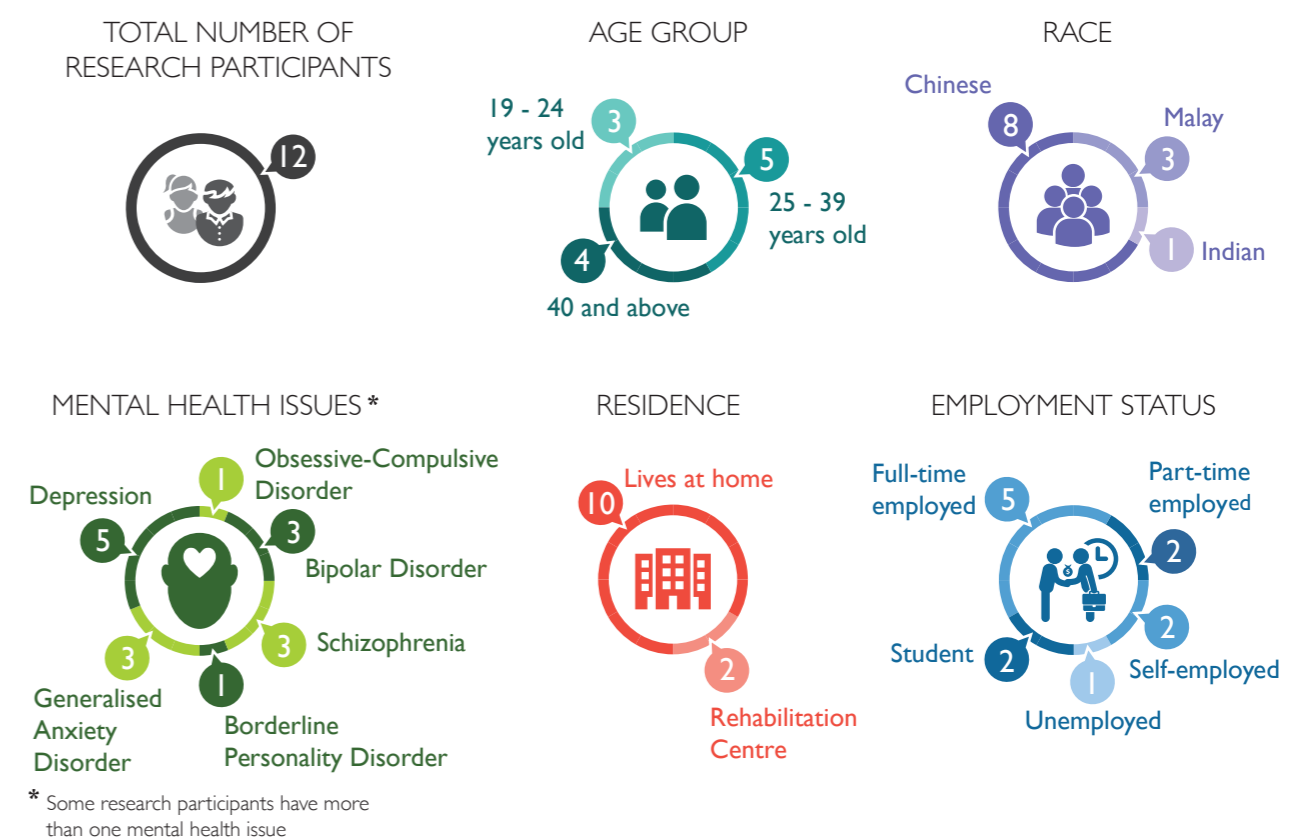 TOTAL NUMBER OF
RESEARCH PARTICIPANTS
12
AGE GROUP
19 - 24
years old
3
5
25 - 39
years old
4
40 and above
RACE
Chinese
8
Malay
3
1
Indian
MENTAL HEALTH ISSUES *
Depression
5
1
Obsessive-Compulsive
Disorder
3
Bipolar Disorder
3
Schizophrenia
1
Borderline
Personality Disorder
3
Generalised
Anxiety
Disorder
* Some research participants have more
than one mental health issue
RESIDENCE
10
Lives at home
2
Rehabilitation
Centre
EMPLOYMENT STATUS
Full-time
employed
5
Part-time
employed
2
2
Self-employed
1
Unemployed
Student
2